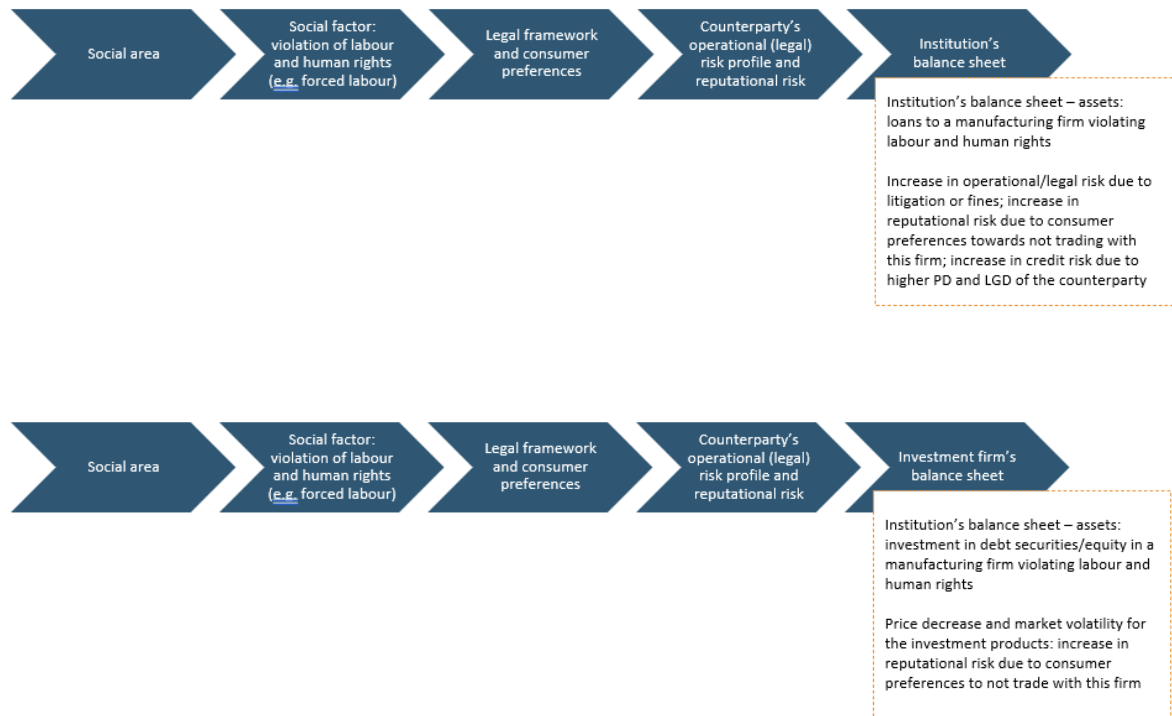 Social area
Social factor:
violation of labour
and human rights
(e.g. forced labour)
Legal framework
and consumer
preferences
Counterparty’s
operational (legal)
risk profile and
reputational risk
Institution’s
balance sheet
Institution’s balance sheet – assets:
loans to a manufacturing firm violating
labour and human rights
Increase in operational/legal risk due to
litigation or fines; increase in
reputational risk due to consumer
preferences towards not trading with
this firm; increase in credit risk due to
higher PD and LGD of the counterparty
Social area
Social factor:
violation of labour
and human rights
(e.g. forced labour)
Legal framework
and consumer
preferences
Counterparty’s
operational (legal)
risk profile and
reputational risk
Investment firm’s
balance sheet
Institution’s balance sheet – assets:
investment in debt securities/equity in a
manufacturing firm violating labour and
human rights
Price decrease and market volatility for
the investment products: increase in
reputational risk due to consumer
preferences to not trade with this firm